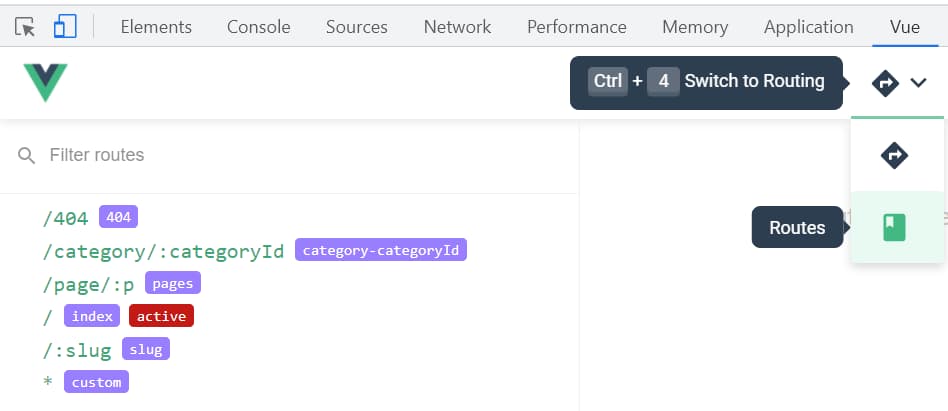 Elements Console Sources Network Performance Memory Application Vue
Ctrl + 4 Switch to Routing
Filter routes
/404 404
/category/:categoryId category-categoryId
Routes
/page/:p pages
/ index active
/:slug slug
* custom